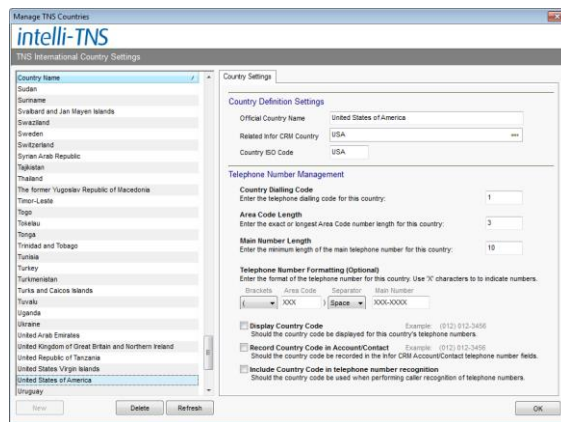 Manage TNS Countries
intelli-TNS
TNS International Country Settings
Country Name /
Sudan
Suriname
Svalbard and Jan Mayen Islands
Swaziland
Sweden
Switzerland
Syrian Arab Republic
Tajikistan
Thailand
The former Yugoslav Republic of Macedonia
Timor-Leste
Togo
Tokelau
Tonga
Trinidad and Tobago
Tunisia
Turkey
Turkmenistan
Turks and Caicos Islands
Tuvalu
Uganda
Ukraine
United Arab Emirates
United Kingdom of Great Britain and Northern Ireland
United Republic of Tanzania
United States Virgin Islands
United States of America
Uruguay
New Delete Refresh
Country Settings
Country Definition Settings
Official Country Name United States of America
Related Infor CRM Country USA
Country ISO Code USA
Telephone Number Management
Country Dialling Code
Enter the telephone dialling code for this country: 1
Area Code Length
Enter the exact or longest Area Code number length for this country: 3
Main Number Length
Enter the minimum length of the main telephone number for this country: 10
Telephone Number Formatting (Optional)
Enter the format of the telephone number for this country. Use 'X' characters to to indicate numbers.
Brackets Area Code Separator Main Number
( XXX ) Space XXX-XXXX
Display Country Code Example: (012) 012-3456
Should the country code be displayed for this country's telephone numbers.
Record Country Code in Account/Contact Example: (012) 012-3456
Should the country code be recorded in the Infor CRM Account/Contact telephone number fields.
Include Country Code in telephone number recognition
Should the country code be used when performing caller recognition of telephone numbers.
OK